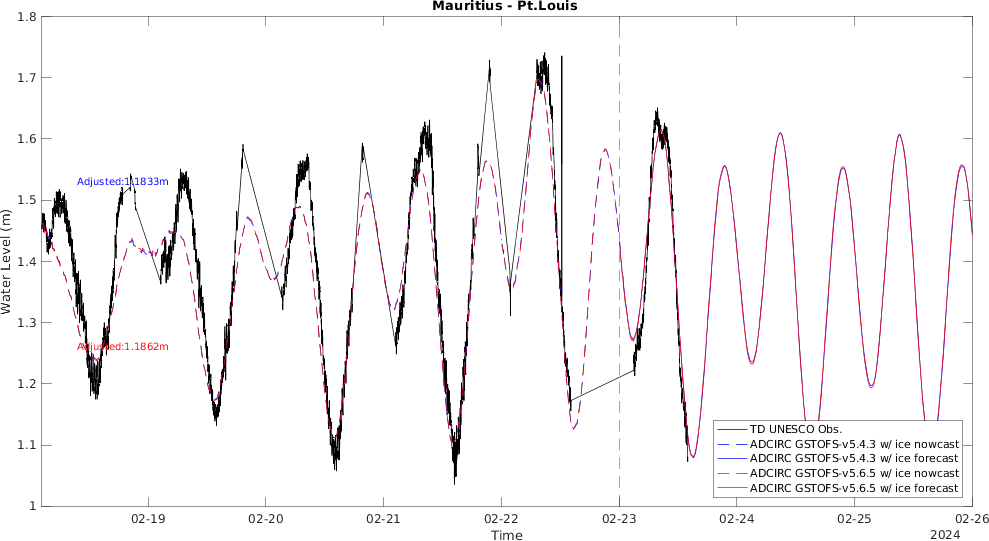 Mauritius - Pt.Louis
1.8
1.7
1.6
1.5
1.4
1.3
1.2
1.1
1
Water Level (m)
Adjusted:1.1833m
Adjusted:1.1862m
TD UNESCO Obs.
ADCIRC GSTOFS-v5.4.3 w/ ice nowcast
ADCIRC GSTOFS-v5.4.3 w/ ice forecast
ADCIRC GSTOFS-v5.6.5 w/ ice nowcast
ADCIRC GSTOFS-v5.6.5 w/ ice forecast
02-19 02-20 02-21 02-22 02-23 02-24 02-25 02-26
Time
2024